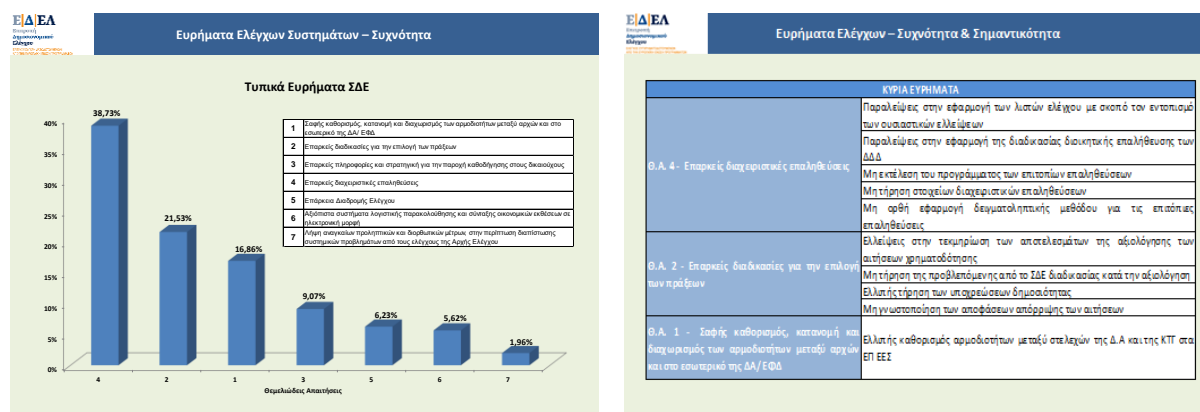 Ε|Δ|ΕΛ
Επιτροπή
Δημοσιονομικού
Ελέγχου
Ευρήματα Ελέγχων Συστημάτων – Συχνότητα
Τυπικά Ευρήματα ΣΔΕ
38,73%
21,53%
16,86%
9,07%
6,23%
5,62%
1,96%
40%
35%
30%
25%
20%
15%
10%
5%
0%
4 2 1 3 5 6 7
Θεμελιώδεις Απαιτήσεις
1 Σαφής καθορισμός, κατανομή και διαχωρισμός των αρμοδιοτήτων μεταξύ αρχών και στο
εσωτερικό της ΔΑ/ ΕΦΔ
2 Επαρκείς διαδικασίες για την επιλογή των πράξεων
3 Επαρκείς πληροφορίες και στρατηγική για την παροχή καθοδήγησης στους δικαιούχους
4 Επαρκείς διαχειριστικές επαληθεύσεις
5 Επάρκεια Διαδρομής Ελέγχου
6 Αξιόπιστα συστήματα λογιστικής παρακολούθησης και σύνταξης οικονομικών εκθέσεων σε
ηλεκτρονική μορφή
7 Λήψη αναγκαίων προληπτικών και διορθωτικών μέτρων στην περίπτωση διαπίστωσης
συστημικών προβλημάτων από τους ελέγχους της Αρχής Ελέγχου
Ε|Δ|ΕΛ
Επιτροπή
Δημοσιονομικού
Ελέγχου
Ευρήματα Ελέγχων – Συχνότητα & Σημαντικότητα
ΚΥΡΙΑ ΕΥΡΗΜΑΤΑ
Θ.Α. 4 - Επαρκείς διαχειριστικές επαληθεύσεις
Παραλείψεις στην εφαρμογή των λιστών ελέγχου με σκοπό τον εντοπισμό
των ουσιαστικών ελλείψεων
Παραλείψεις στην εφαρμογή της διαδικασίας διοικητικής επαλήθευσης των
ΔΔΔ
Μη εκτέλεση του προγράμματος των επιτοπίων επαληθεύσεων
Μη τήρηση στοιχείων διαχειριστικών επαληθεύσεων
Μη ορθή εφαρμογή δειγματοληπτικής μεθόδου για τις επιτόπιες
επαληθεύσεις
Θ.Α. 2 - Επαρκείς διαδικασίες για την επιλογή
των πράξεων
Ελλείψεις στην τεκμηρίωση των αποτελεσμάτων της αξιολόγησης των
αιτήσεων χρηματοδότησης
Μη τήρηση της προβλεπόμενης από το ΣΔΕ διαδικασίας κατά την αξιολόγηση
Ελλιπής τήρηση των υποχρεώσεων δημοσιότητας
Μη γνωστοποίηση των αποφάσεων απόρριψης των αιτήσεων
Θ.Α. 1 - Σαφής καθορισμός, κατανομή και
διαχωρισμός των αρμοδιοτήτων μεταξύ αρχών
και στο εσωτερικό της ΔΑ/ ΕΦΔ
Ελλιπής καθορισμός αρμοδιοτήτων μεταξύ στελεχών της Δ.Α και της ΚΤΓ στα
ΕΠ ΕΕΣ